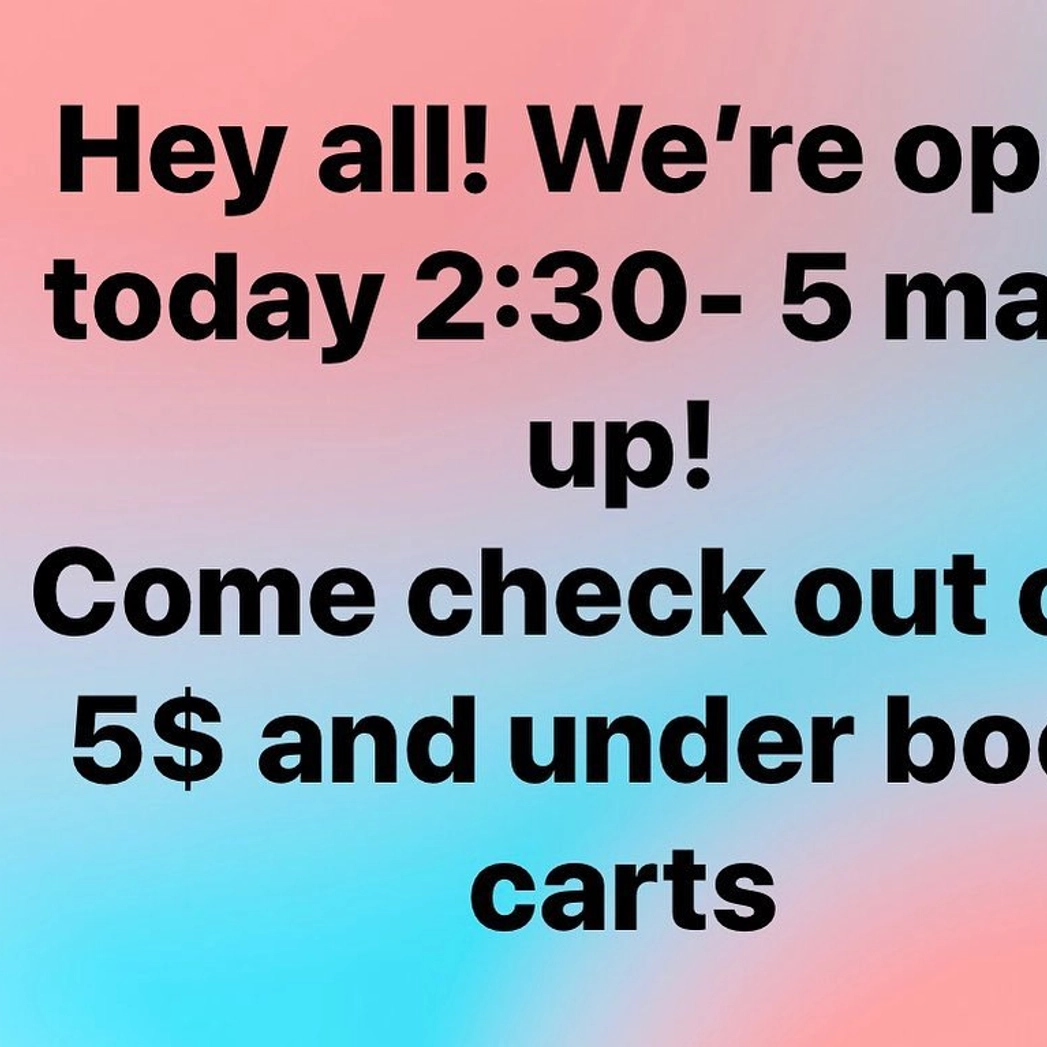 Hey all! We’re op
today 2:30- 5 ma
up!
Come check out
5$ and under bo
carts